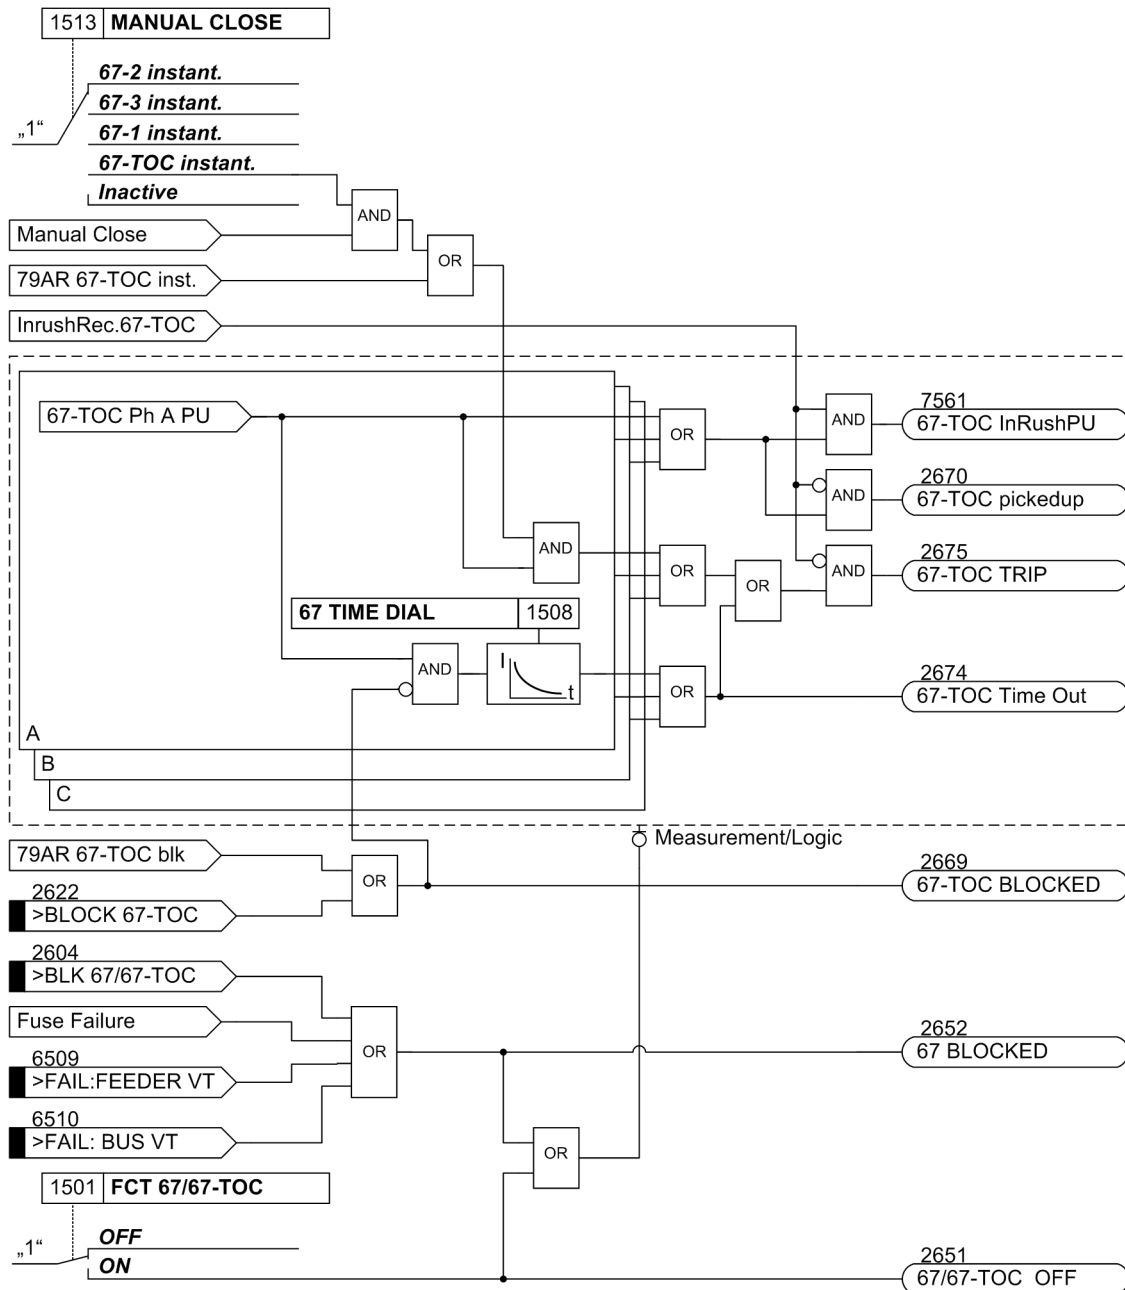 1513 MANUAL CLOSE
67-2 instant.
67-3 instant.
„1“
67-1 instant.
67-TOC instant.
Inactive
AND
Manual Close
OR
79AR 67-TOC inst.
InrushRec.67-TOC
67-TOC Ph A PU
OR
AND
7561
67-TOC InRushPU
AND
2670
67-TOC pickedup
AND
OR
OR
AND
2675
67-TOC TRIP
67 TIME DIAL 1508
AND
I
t
OR
2674
67-TOC Time Out
A
B
C
Measurement/Logic
79AR 67-TOC blk
OR
2669
67-TOC BLOCKED
2622
>BLOCK 67-TOC
2604
>BLK 67/67-TOC
Fuse Failure
OR
2652
67 BLOCKED
6509
>FAIL:FEEDER VT
6510
>FAIL: BUS VT
OR
1501 FCT 67/67-TOC
„1“
OFF
ON
2651
67/67-TOC OFF